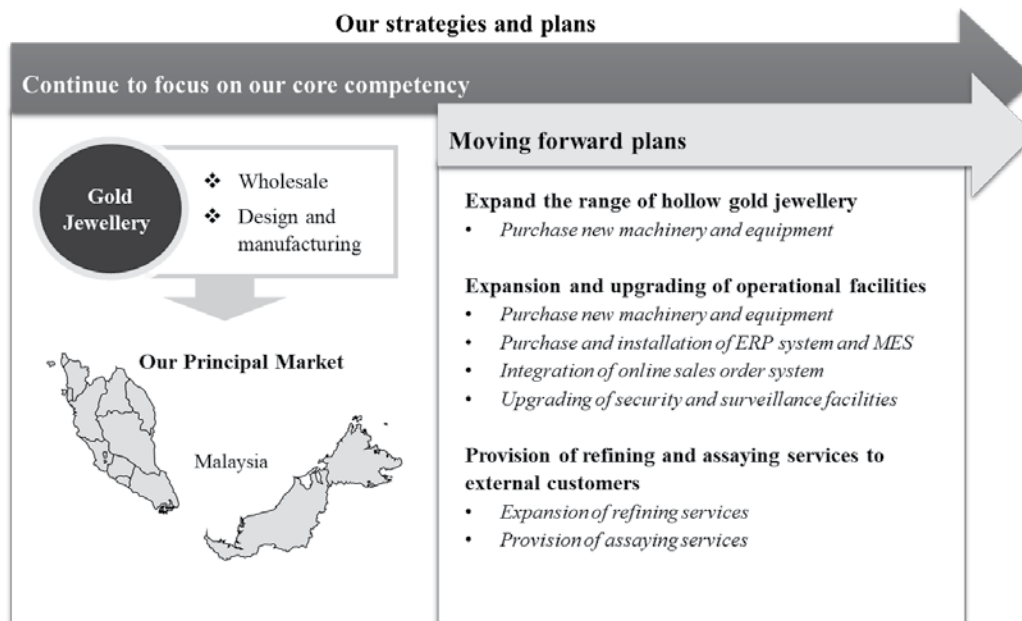 Our strategies and plans
Continue to focus on our core competency
Gold
Jewellery
❖ Wholesale
❖ Design and
manufacturing
Our Principal Market
Malaysia
Moving forward plans
Expand the range of hollow gold jewellery
• Purchase new machinery and equipment
Expansion and upgrading of operational facilities
• Purchase new machinery and equipment
• Purchase and installation of ERP system and MES
• Integration of online sales order system
• Upgrading of security and surveillance facilities
Provision of refining and assaying services to
external customers
• Expansion of refining services
• Provision of assaying services